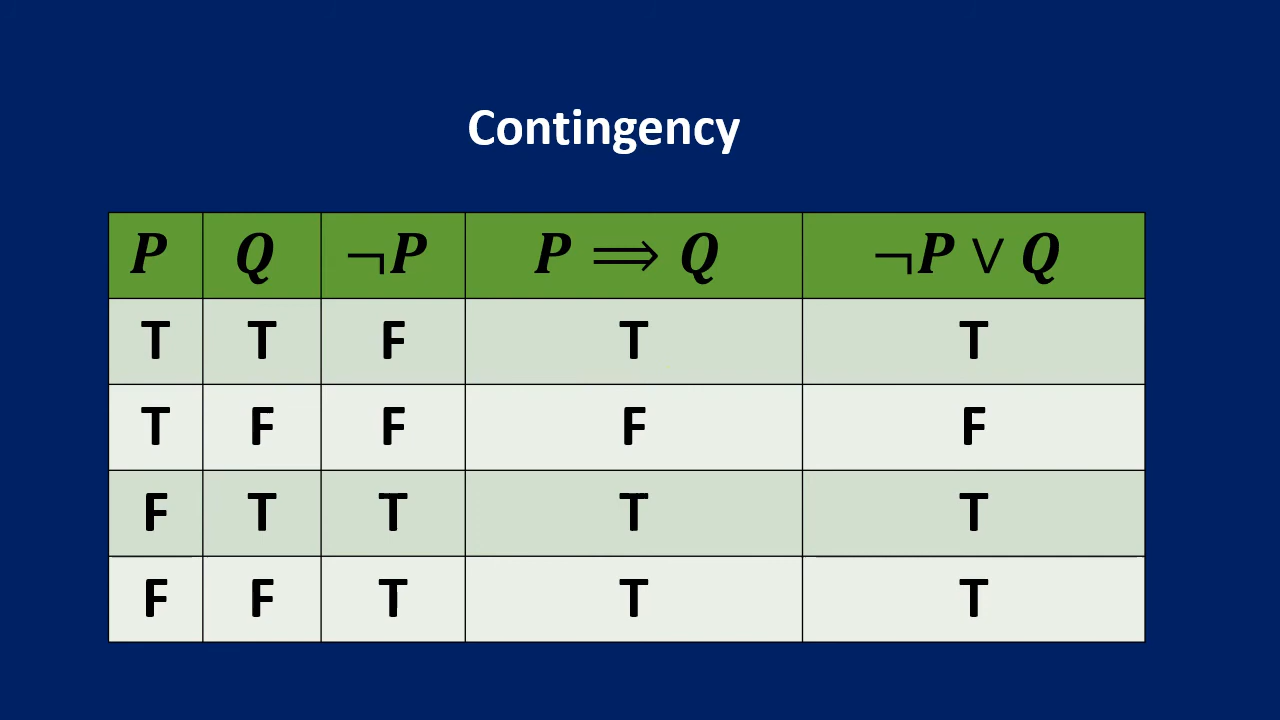 Contingency
P Q ¬P P ⟹ Q ¬P ∨ Q
T T F T T
T F F F F
F T T T T
F F T T T